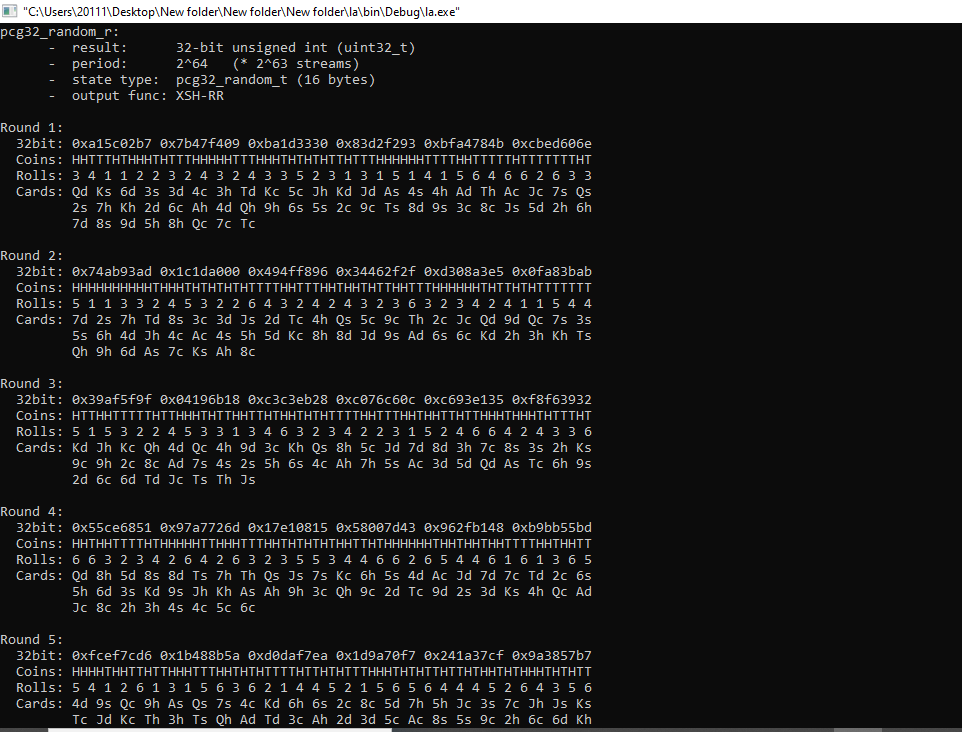 "C:\Users\20111\Desktop\New folder\New folder\New folder\la\bin\Debug\la.exe"
pcg32_random_r:
      -  result:      32-bit unsigned int (uint32_t)
      -  period:      2^64   (* 2^63 streams)
      -  state type:  pcg32_random_t (16 bytes)
      -  output func: XSH-RR
Round 1:
  32bit: 0xa15c02b7 0x7b47f409 0xba1d3330 0x83d2f293 0xbfa4784b 0xcbed606e
  Coins: HHTTTHTHHHTHTTTHHHHHTTTHHHTHTHTHTTHTTTHHHHHHTTTTHHTTTTTHTTTTTTTHT
  Rolls: 3 4 1 1 2 2 3 2 4 3 2 4 3 3 5 2 3 1 3 1 5 1 4 1 5 6 4 6 6 2 6 3 3
  Cards: Qd Ks 6d 3s 3d 4c 3h Td Kc 5c Jh Kd Jd As 4s 4h Ad Th Ac Jc 7s Qs
         2s 7h Kh 2d 6c Ah 4d Qh 9h 6s 5s 2c 9c Ts 8d 9s 3c 8c Js 5d 2h 6h
         7d 8s 9d 5h 8h Qc 7c Tc
Round 2:
  32bit: 0x74ab93ad 0x1c1da000 0x494ff896 0x34462f2f 0xd308a3e5 0x0fa83bab
  Coins: HHHHHHHHHHTHHHTHTHTHTHTTTTHHTTTHHTHHTHTTHHTTTHHHHHHTHTTHTHTTTTTTT
  Rolls: 5 1 1 3 3 2 4 5 3 2 2 6 4 3 2 4 2 4 3 2 3 6 3 2 3 4 2 4 1 1 5 4 4
  Cards: 7d 2s 7h Td 8s 3c 3d Js 2d Tc 4h Qs 5c 9c Th 2c Jc Qd 9d Qc 7s 3s
         5s 6h 4d Jh 4c Ac 4s 5h 5d Kc 8h 8d Jd 9s Ad 6s 6c Kd 2h 3h Kh Ts
         Qh 9h 6d As 7c Ks Ah 8c
Round 3:
  32bit: 0x39af5f9f 0x04196b18 0xc3c3eb28 0xc076c60c 0xc693e135 0xf8f63932
  Coins: HTTHHTTTTTHTTHHHTHTTHHTTHTHHTHTHTHTTTTHTTHHTTTHHTTHTTHHHTHHHTTTHT
  Rolls: 5 1 5 3 2 2 4 5 3 3 1 3 4 6 3 2 3 4 2 2 3 1 5 2 4 6 6 4 2 4 3 3 6
  Cards: Kd Jh Kc Qh 4d Qc 4h 9d 3c Kh Qs 8h 5c Jd 7d 8d 3h 7c 8s 3s 2h Ks
         9c 9h 2c 8c Ad 7s 4s 2s 5h 6s 4c Ah 7h 5s Ac 3d 5d Qd As Tc 6h 9s
         2d 6c 6d Td Jc Ts Th Js
Round 4:
  32bit: 0x55ce6851 0x97a7726d 0x17e10815 0x58007d43 0x962fb148 0xb9bb55bd
  Coins: HHTHHTTTTHTHHHHHTTHHHTTTHHTHTHTHTHHTTHTHHHHHHTHHTHHTHHTTTTHHTHHTT
  Rolls: 6 6 3 2 3 4 2 6 4 2 6 3 2 3 5 5 3 4 4 6 6 2 6 5 4 4 6 1 6 1 3 6 5
  Cards: Qd 8h 5d 8s 8d Ts 7h Th Qs Js 7s Kc 6h 5s 4d Ac Jd 7d 7c Td 2c 6s
         5h 6d 3s Kd 9s Jh Kh As Ah 9h 3c Qh 9c 2d Tc 9d 2s 3d Ks 4h Qc Ad
         Jc 8c 2h 3h 4s 4c 5c 6c
Round 5:
  32bit: 0xfcef7cd6 0x1b488b5a 0xd0daf7ea 0x1d9a70f7 0x241a37cf 0x9a3857b7
  Coins: HHHHTHHTTHTTHHHTTTHHTHTHTTTTHTTHTHTTTHHHTHTHTTHTTHTHHTHTHHHTHTHTT
  Rolls: 5 4 1 2 6 1 3 1 5 6 3 6 2 1 4 4 5 2 1 5 6 5 6 4 4 4 5 2 6 4 3 5 6
  Cards: 4d 9s Qc 9h As Qs 7s 4c Kd 6h 6s 2c 8c 5d 7h 5h Jc 3s 7c Jh Js Ks
         Tc Jd Kc Th 3h Ts Qh Ad Td 3c Ah 2d 3d 5c Ac 8s 5s 9c 2h 6c 6d Kh